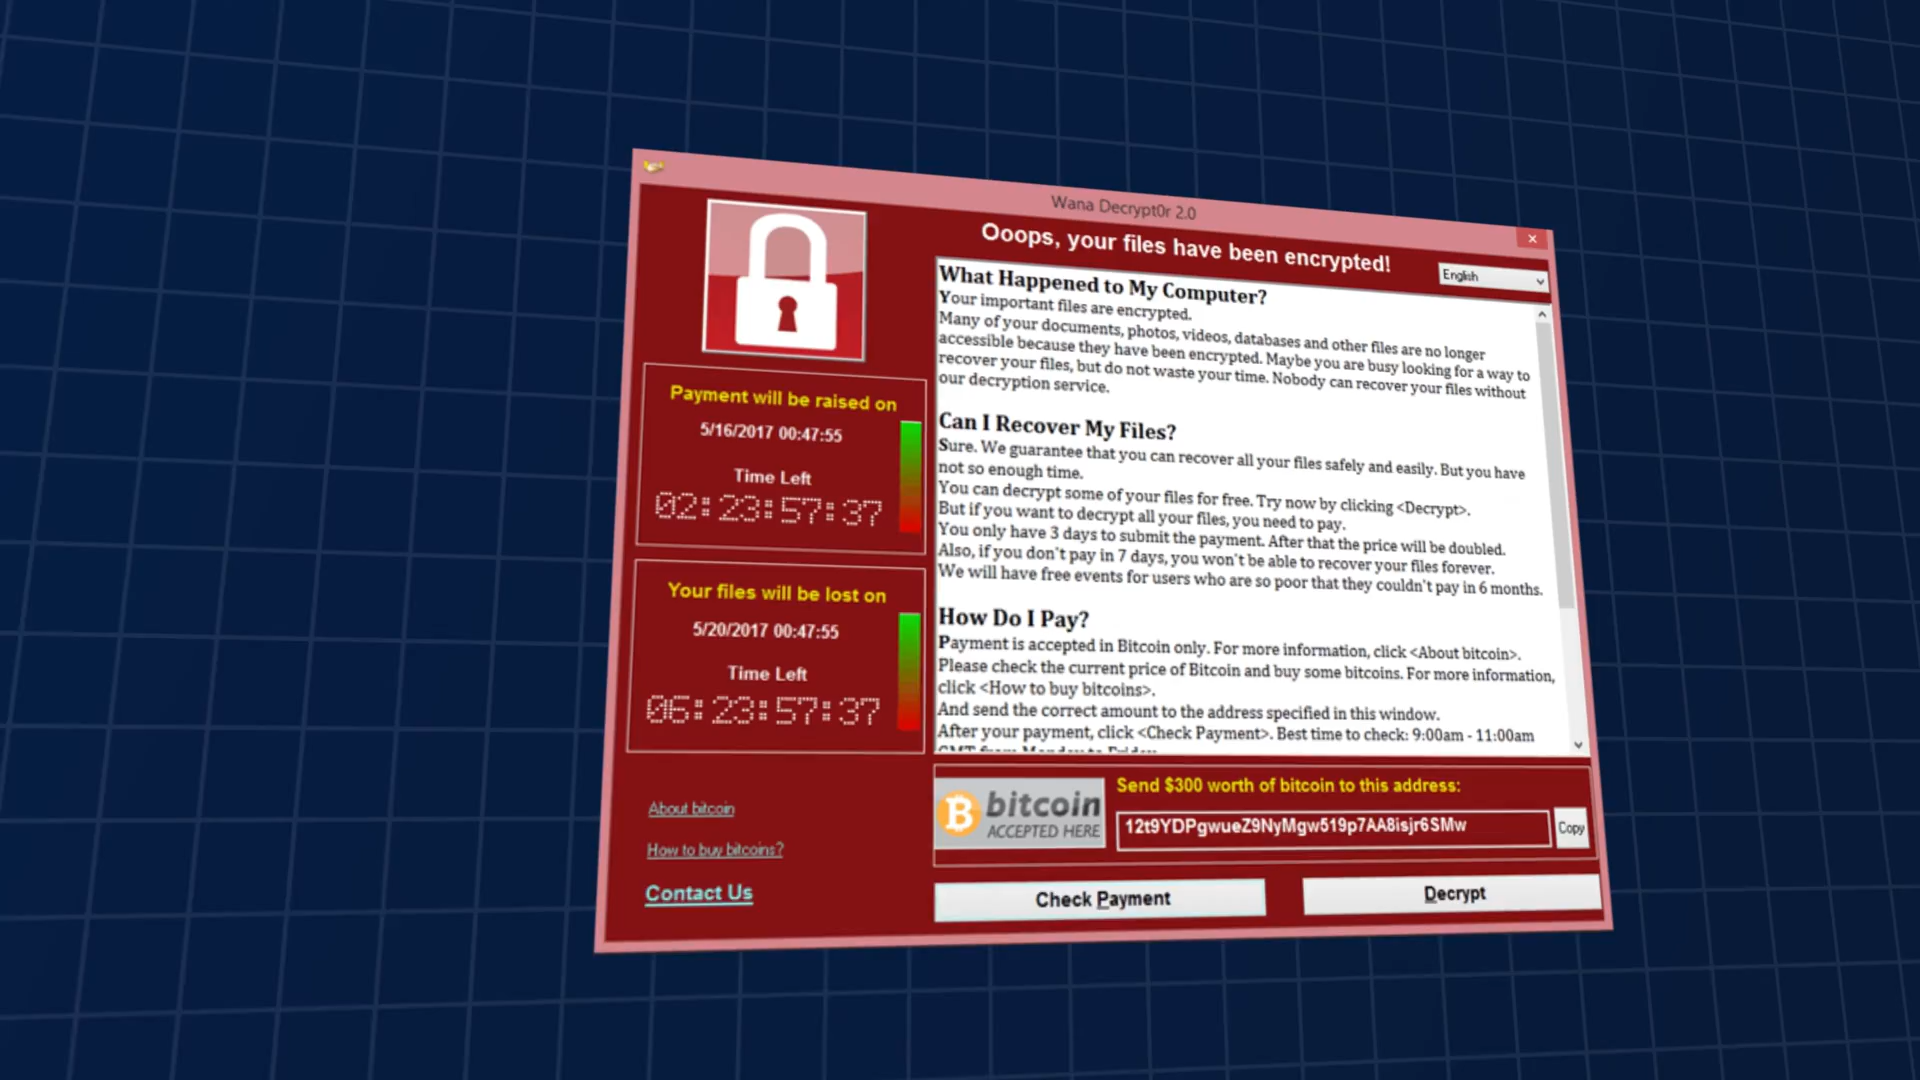 Wana Decrypt0r 2.0
Ooops, your files have been encrypted!
English
What Happened to My Computer?
Your important files are encrypted.
Many of your documents, photos, videos, databases and other files are no longer
accessible because they have been encrypted. Maybe you are busy looking for a way to
recover your files, but do not waste your time. Nobody can recover your files without
our decryption service.
Can I Recover My Files?
Sure. We guarantee that you can recover all your files safely and easily. But you have
not so enough time.
You can decrypt some of your files for free. Try now by clicking <Decrypt>.
But if you want to decrypt all your files, you need to pay.
You only have 3 days to submit the payment. After that the price will be doubled.
Also, if you don't pay in 7 days, you won't be able to recover your files forever.
We will have free events for users who are so poor that they couldn't pay in 6 months.
How Do I Pay?
Payment is accepted in Bitcoin only. For more information, click <About bitcoin>.
Please check the current price of Bitcoin and buy some bitcoins. For more information,
click <How to buy bitcoins>.
And send the correct amount to the address specified in this window.
After your payment, click <Check Payment>. Best time to check: 9:00am - 11:00am
GMT from Monday to Friday.
Payment will be raised on
5/16/2017 00:47:55
Time Left
02:23:57:37
Your files will be lost on
5/20/2017 00:47:55
Time Left
06:23:57:37
About bitcoin
How to buy bitcoins?
Contact Us
bitcoin
ACCEPTED HERE
Send $300 worth of bitcoin to this address:
12t9YDPgwueZ9NyMgw519p7AA8isjr6SMw
Copy
Check Payment
Decrypt